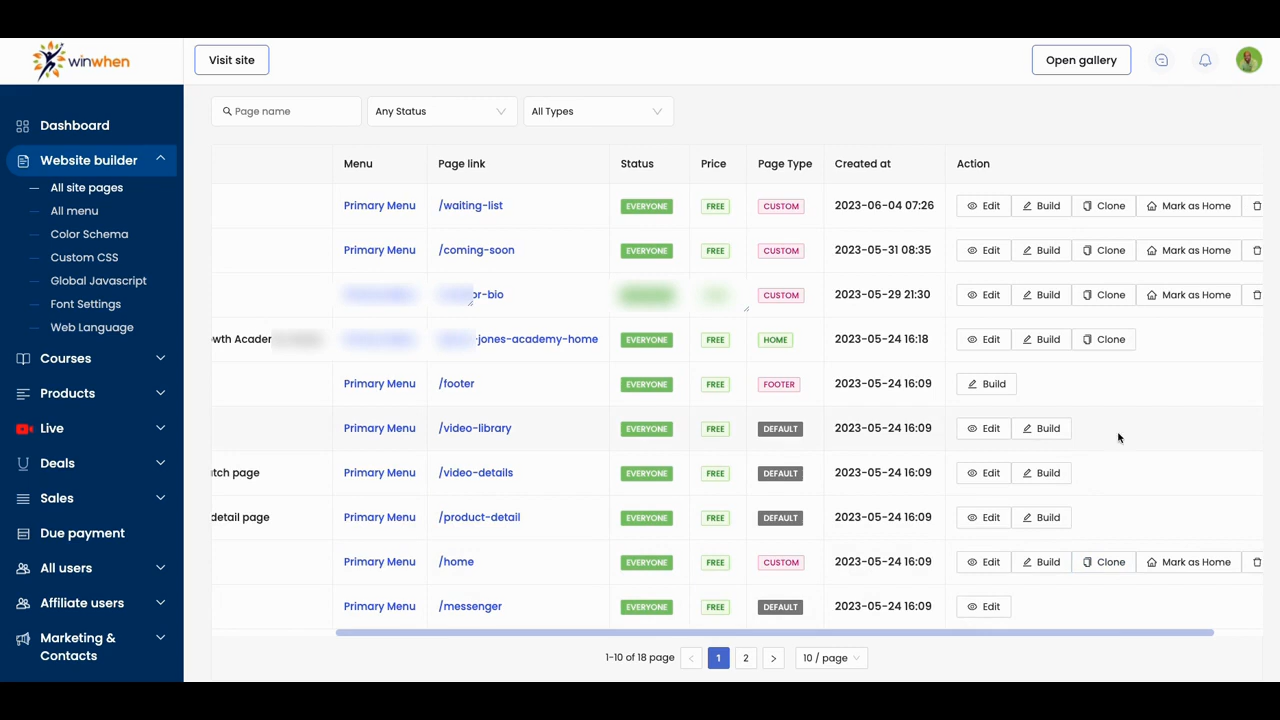 winwhen
Visit site
Open gallery
Dashboard
Website builder
All site pages
All menu
Color Schema
Custom CSS
Global Javascript
Font Settings
Web Language
Courses
Products
Live
Deals
Sales
Due payment
All users
Affiliate users
Marketing &
Contacts
Page name Any Status All Types
Menu Page link Status Price Page Type Created at Action
Primary Menu /waiting-list EVERYONE FREE CUSTOM 2023-06-04 07:26 Edit Build Clone Mark as Home
Primary Menu /coming-soon EVERYONE FREE CUSTOM 2023-05-31 08:35 Edit Build Clone Mark as Home
or-bio CUSTOM 2023-05-29 21:30 Edit Build Clone Mark as Home
wth Acader -jones-academy-home EVERYONE FREE HOME 2023-05-24 16:18 Edit Build Clone
Primary Menu /footer EVERYONE FREE FOOTER 2023-05-24 16:09 Build
Primary Menu /video-library EVERYONE FREE DEFAULT 2023-05-24 16:09 Edit Build
tch page Primary Menu /video-details EVERYONE FREE DEFAULT 2023-05-24 16:09 Edit Build
detail page Primary Menu /product-detail EVERYONE FREE DEFAULT 2023-05-24 16:09 Edit Build
Primary Menu /home EVERYONE FREE CUSTOM 2023-05-24 16:09 Edit Build Clone Mark as Home
Primary Menu /messenger EVERYONE FREE DEFAULT 2023-05-24 16:09 Edit
1-10 of 18 page < 1 2 > 10 / page